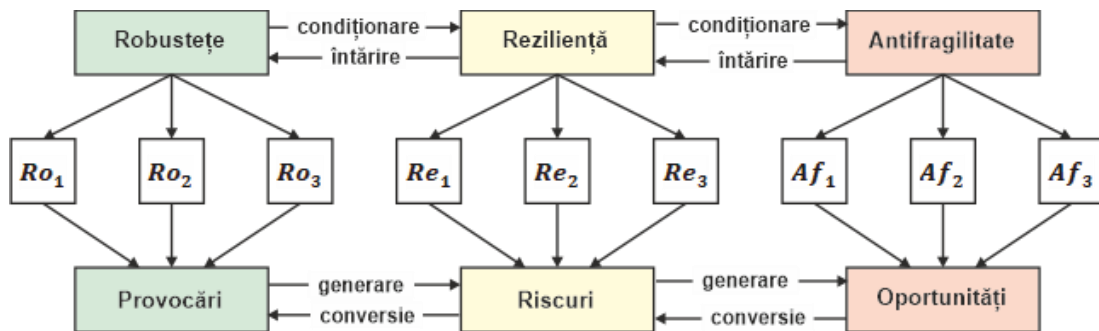 Robustețe
condiționare
întărire
Reziliență
condiționare
întărire
Antifragilitate
Ro₁
Ro₂
Ro₃
Re₁
Re₂
Re₃
Af₁
Af₂
Af₃
Provocări
generare
conversie
Riscuri
generare
conversie
Oportunități